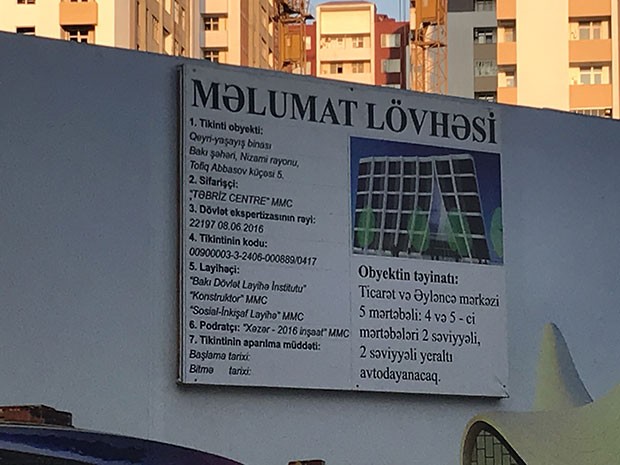 MƏLUMAT LÖVHƏSİ
1. Tikinti obyekti:
Qeyri-yaşayış binası
Bakı şəhəri, Nizami rayonu,
Tofiq Abbasov küçəsi 5.
2. Sifarişçi:
"TƏBRİZ CENTRE" MMC
3. Dövlət ekspertizasının rəyi:
22197 08.06.2016
4. Tikintinin kodu:
00900003-3-2406-000889/0417
5. Layihəçi:
"Bakı Dövlət Layihə İnstitutu"
"Konstruktor" MMC
"Sosial-İnkişaf Layihə" MMC
6. Podratçı: "Xəzər - 2016 inşaat" MMC
7. Tikintinin aparılma müddəti:
Başlama tarixi:
Bitmə tarixi:
Obyektin təyinatı:
Ticarət və Əyləncə mərkəzi
5 mərtəbəli: 4 və 5 - ci
mərtəbələri 2 səviyyəli,
2 səviyyəli yeraltı
avtodayanacaq.